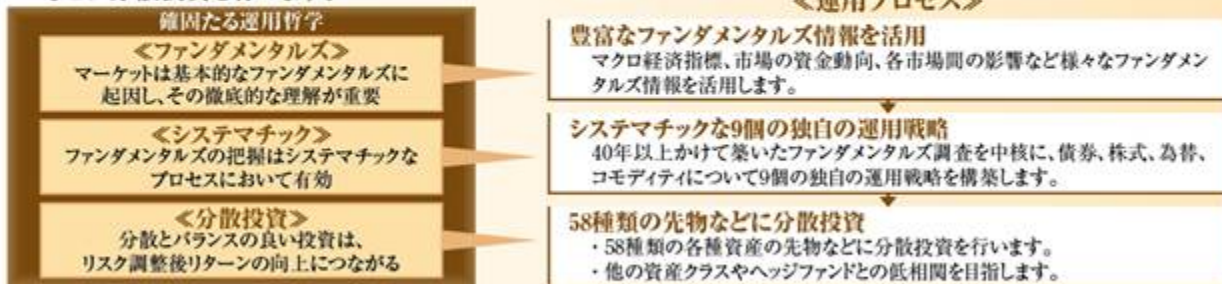 確固たる運用哲学
≪ファンダメンタルズ≫
マーケットは基本的なファンダメンタルズに
起因し、その徹底的な理解が重要
≪システマチック≫
ファンダメンタルズの把握はシステマチックな
プロセスにおいて有効
≪分散投資≫
分散とバランスの良い投資は、
リスク調整後リターンの向上につながる
≪運用プロセス≫
豊富なファンダメンタルズ情報を活用
マクロ経済指標、市場の資金動向、各市場間の影響など様々なファンダメン
タルズ情報を活用します。
システマチックな9個の独自の運用戦略
40年以上かけて築いたファンダメンタルズ調査を中核に、債券、株式、為替、
コモディティについて9個の独自の運用戦略を構築します。
58種類の先物などに分散投資
・58種類の各種資産の先物などに分散投資を行います。
・他の資産クラスやヘッジファンドとの低相関を目指します。